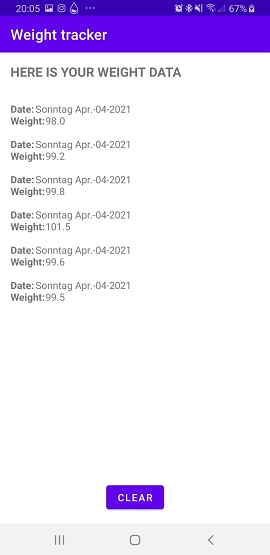 20:05 ... 67%
Weight tracker
HERE IS YOUR WEIGHT DATA
Date: Sonntag Apr.-04-2021
Weight:98.0
Date: Sonntag Apr.-04-2021
Weight:99.2
Date: Sonntag Apr.-04-2021
Weight:99.8
Date: Sonntag Apr.-04-2021
Weight:101.5
Date: Sonntag Apr.-04-2021
Weight:99.6
Date: Sonntag Apr.-04-2021
Weight:99.5
CLEAR